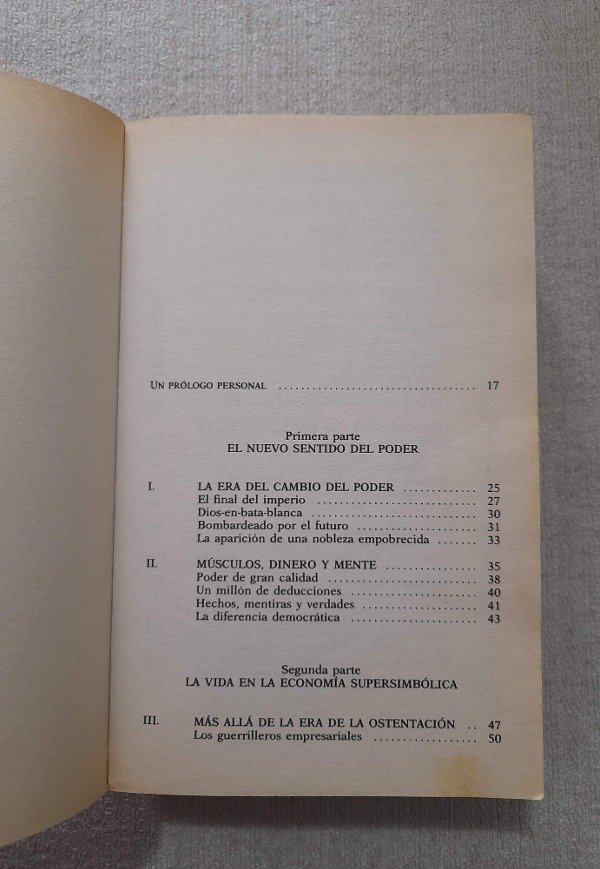 UN PRÓLOGO PERSONAL .................................... 17
Primera parte
EL NUEVO SENTIDO DEL PODER
I. LA ERA DEL CAMBIO DEL PODER ............. 25
El final del imperio ............................... 27
Dios-en-bata-blanca ................................ 30
Bombardeado por el futuro ....................... 31
La aparición de una nobleza empobrecida ........ 33
II. MÚSCULOS, DINERO Y MENTE ................. 35
Poder de gran calidad ........................... 38
Un millón de deducciones ......................... 40
Hechos, mentiras y verdades ...................... 41
La diferencia democrática ........................ 43
Segunda parte
LA VIDA EN LA ECONOMÍA SUPERSIMBÓLICA
III. MÁS ALLÁ DE LA ERA DE LA OSTENTACIÓN .. 47
Los guerrilleros empresariales ................... 50